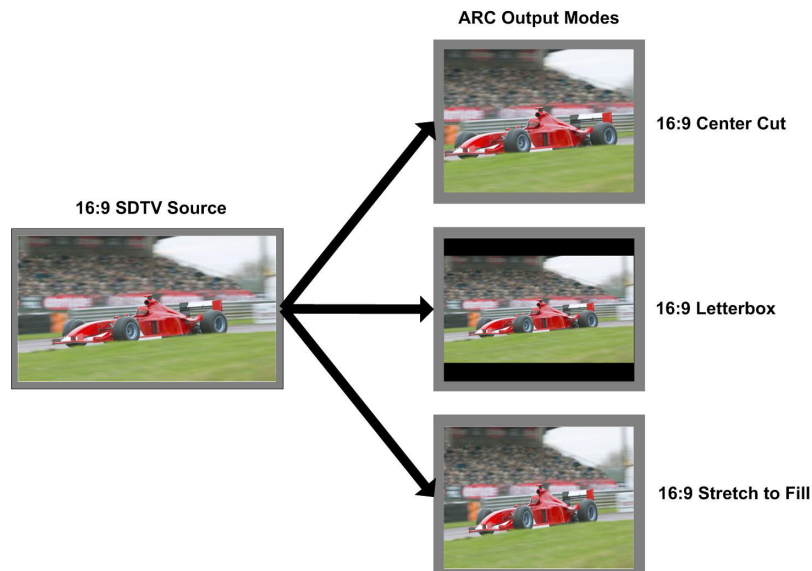 ARC Output Modes
16:9 Center Cut
16:9 SDTV Source
16:9 Letterbox
16:9 Stretch to Fill